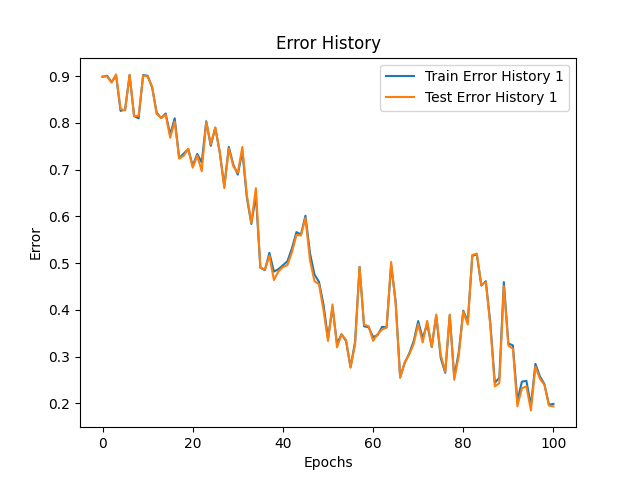 Error History
Train Error History 1
Test Error History 1
Error
0.9
0.8
0.7
0.6
0.5
0.4
0.3
0.2
0 20 40 60 80 100
Epochs